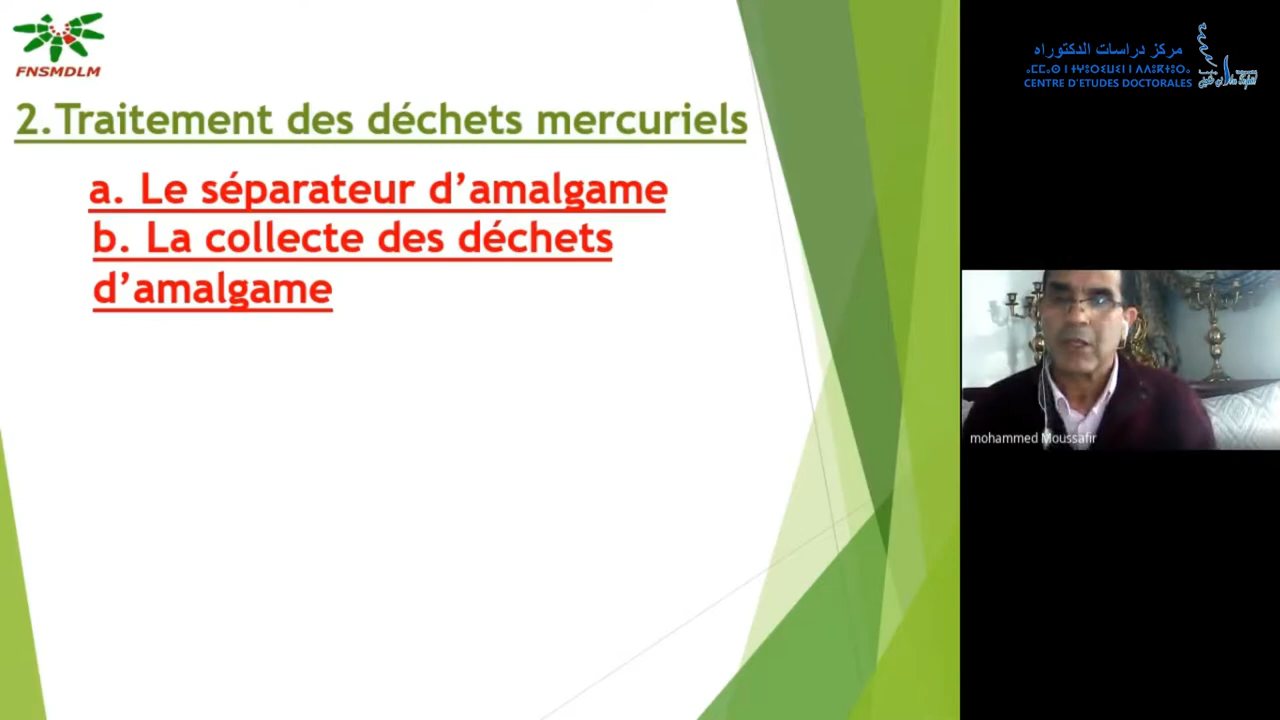 FNSMDLM
2.Traitement des déchets mercuriels
a. Le séparateur d’amalgame
b. La collecte des déchets
d’amalgame
مركز دراسات الدكتوراه
CENTRE D'ETUDES DOCTORALES
mohammed Moussafir